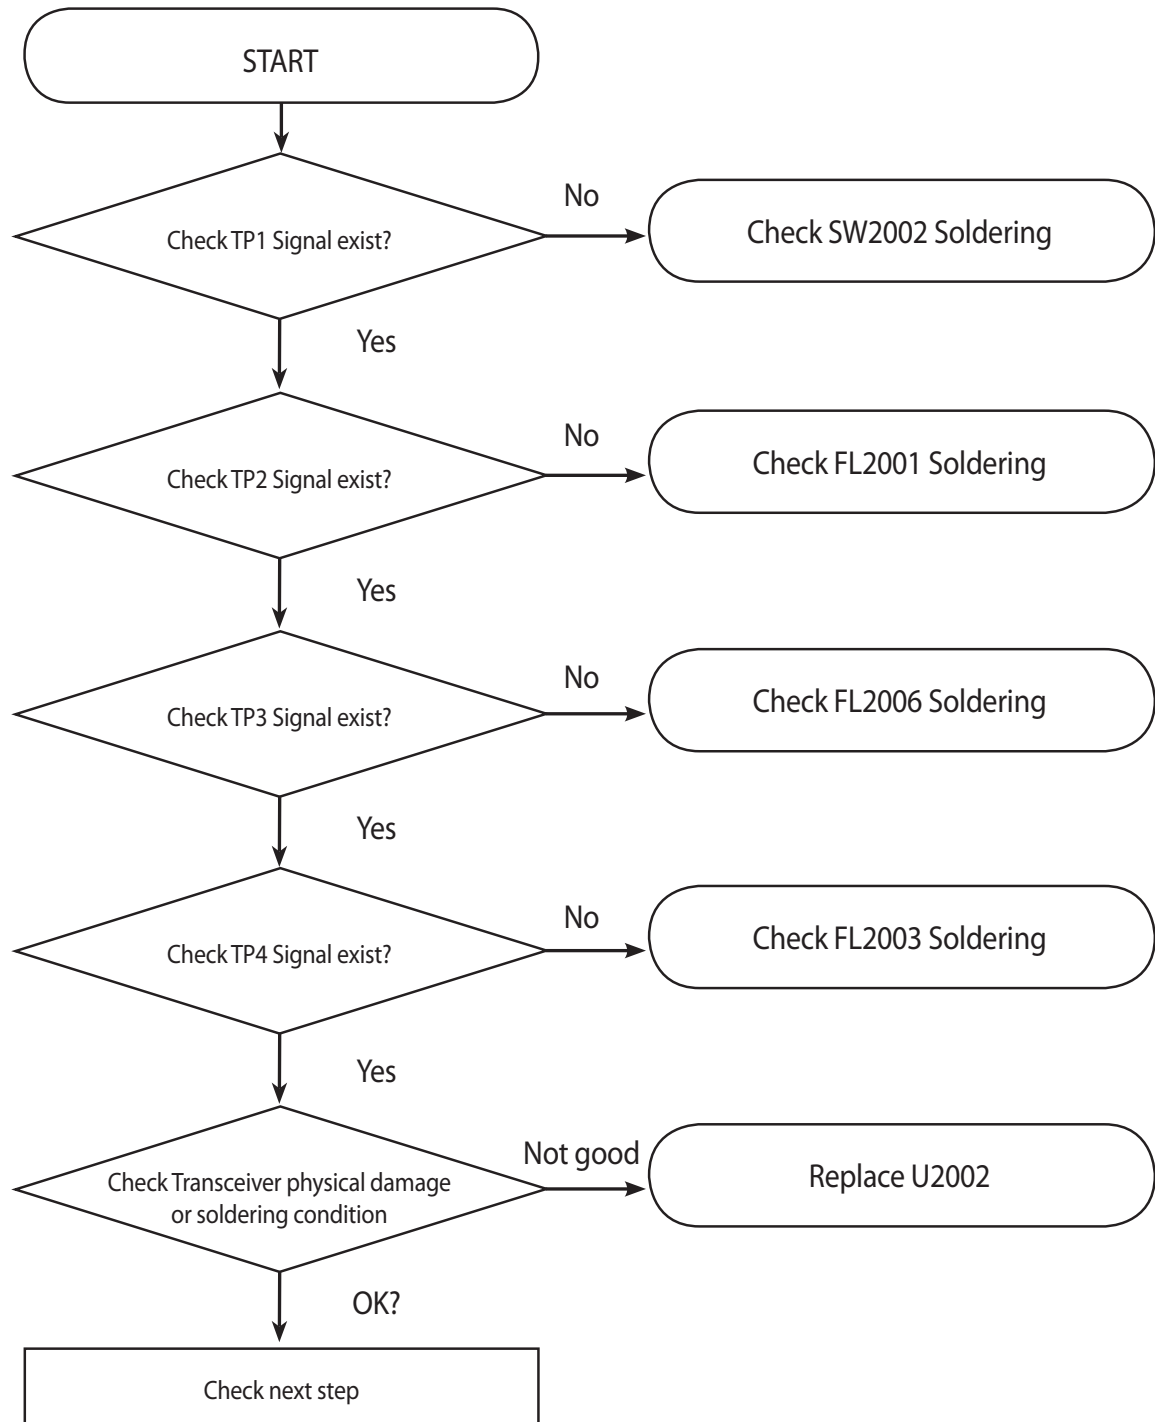 START
Check TP1 Signal exist?
No
Check SW2002 Soldering
Yes
Check TP2 Signal exist?
No
Check FL2001 Soldering
Yes
Check TP3 Signal exist?
No
Check FL2006 Soldering
Yes
Check TP4 Signal exist?
No
Check FL2003 Soldering
Yes
Check Transceiver physical damage
or soldering condition
Not good
Replace U2002
OK?
Check next step